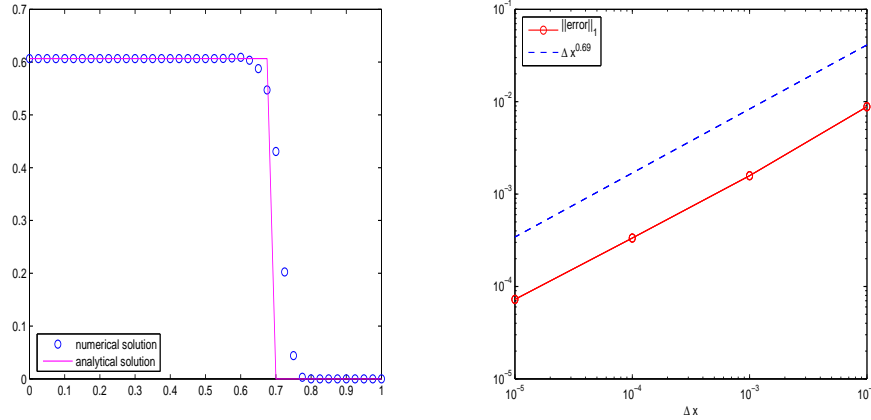 0.7
0.6
0.5
0.4
0.3
0.2
0.1
0
0 0.1 0.2 0.3 0.4 0.5 0.6 0.7 0.8 0.9 1
numerical solution
analytical solution
10^-1
10^-2
10^-3
10^-4
10^-5
10^-5 10^-4 10^-3 10^-
||error||_1
Δ x^0.69
Δ x